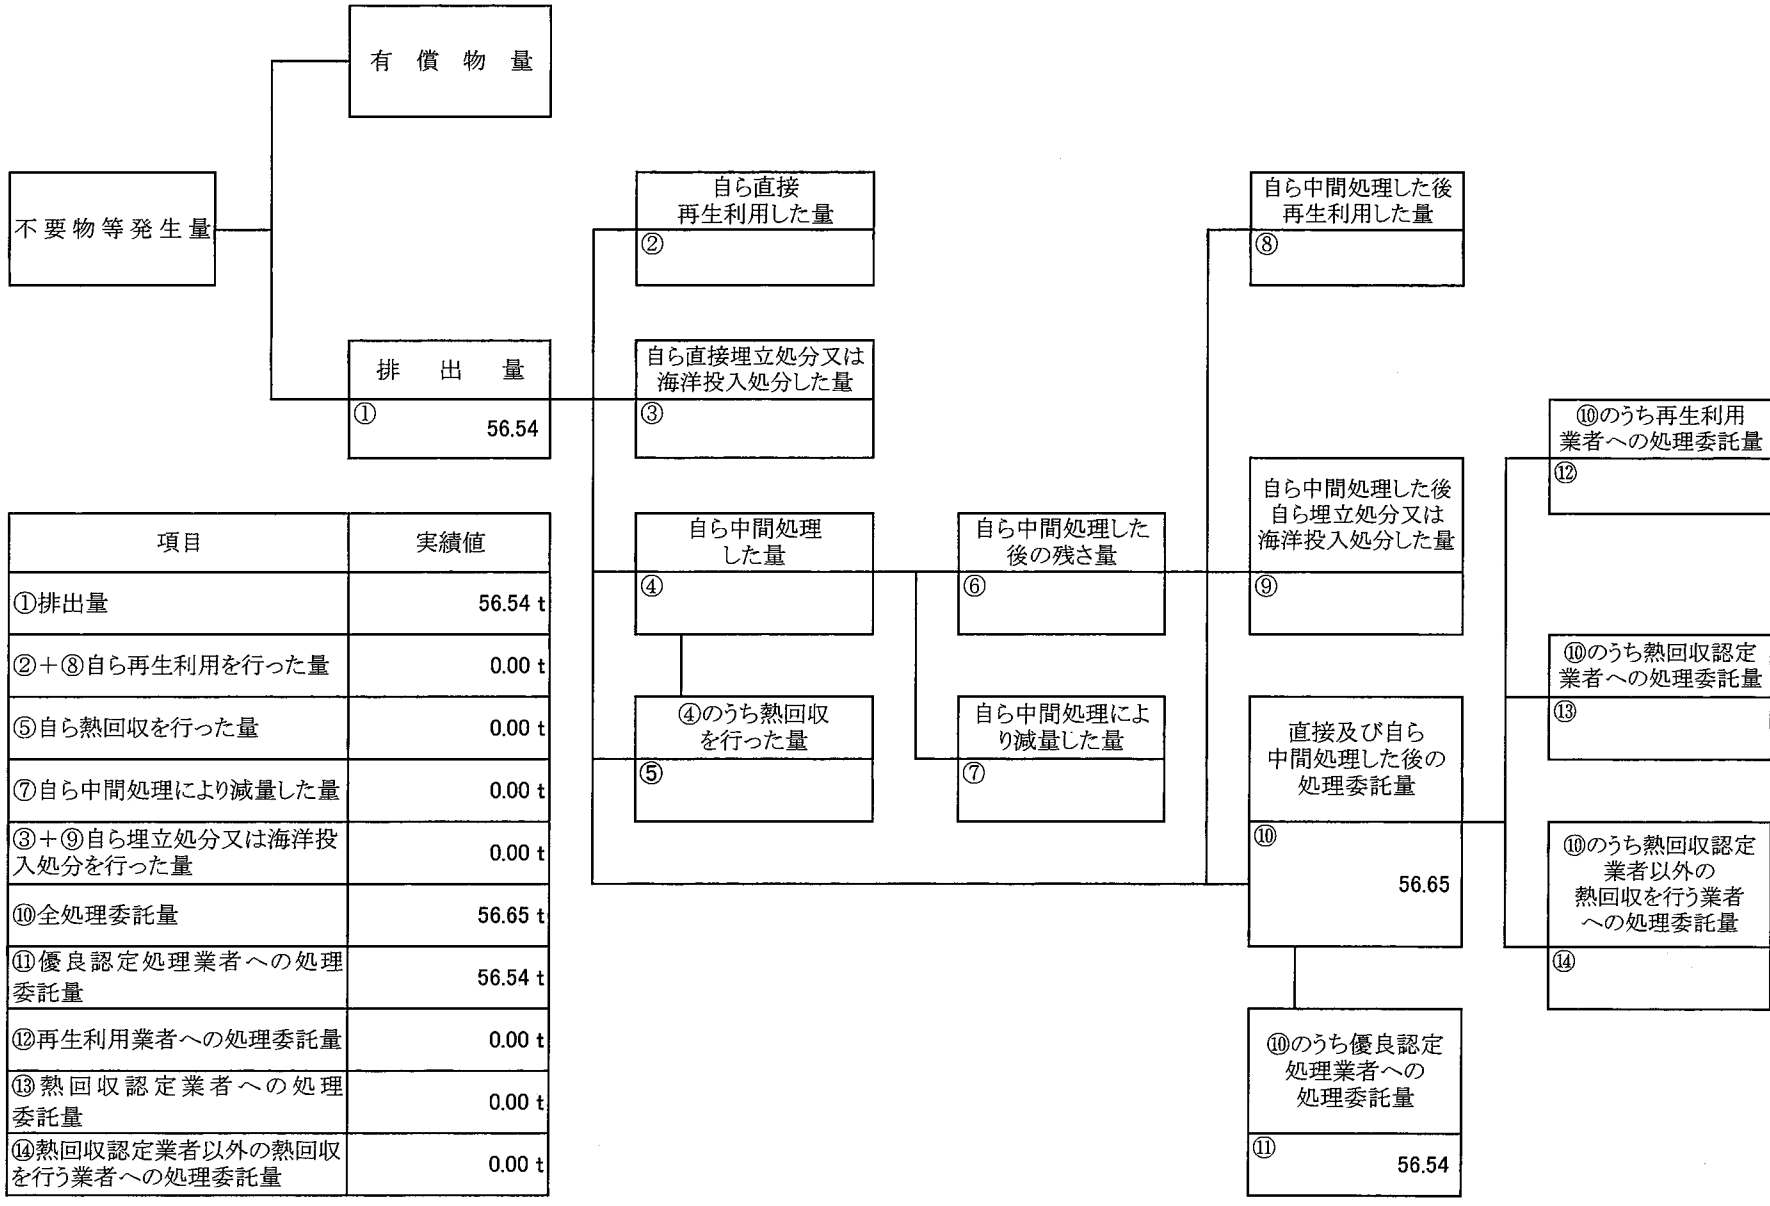 有償物量
不要物等発生量
自ら直接
再生利用した量
②
自ら中間処理した後
再生利用した量
⑧
排出量
①
56.54
自ら直接埋立処分又は
海洋投入処分した量
③
⑩のうち再生利用
業者への処理委託量
⑫
自ら中間処理した後
自ら埋立処分又は
海洋投入処分した量
⑨
自ら中間処理
した量
④
自ら中間処理した
後の残さ量
⑥
⑩のうち熱回収認定
業者への処理委託量
⑬
④のうち熱回収
を行った量
⑤
自ら中間処理によ
り減量した量
⑦
直接及び自ら
中間処理した後の
処理委託量
⑩
56.65
⑩のうち熱回収認定
業者以外の
熱回収を行う業者
への処理委託量
⑭
⑩のうち優良認定
処理業者への
処理委託量
⑪
56.54
項目 実績値
①排出量 56.54 t
②＋⑧自ら再生利用を行った量 0.00 t
⑤自ら熱回収を行った量 0.00 t
⑦自ら中間処理により減量した量 0.00 t
③＋⑨自ら埋立処分又は海洋投
入処分を行った量 0.00 t
⑩全処理委託量 56.65 t
⑪優良認定処理業者への処理
委託量 56.54 t
⑫再生利用業者への処理委託量 0.00 t
⑬熱回収認定業者への処理
委託量 0.00 t
⑭熱回収認定業者以外の熱回収
を行う業者への処理委託量 0.00 t